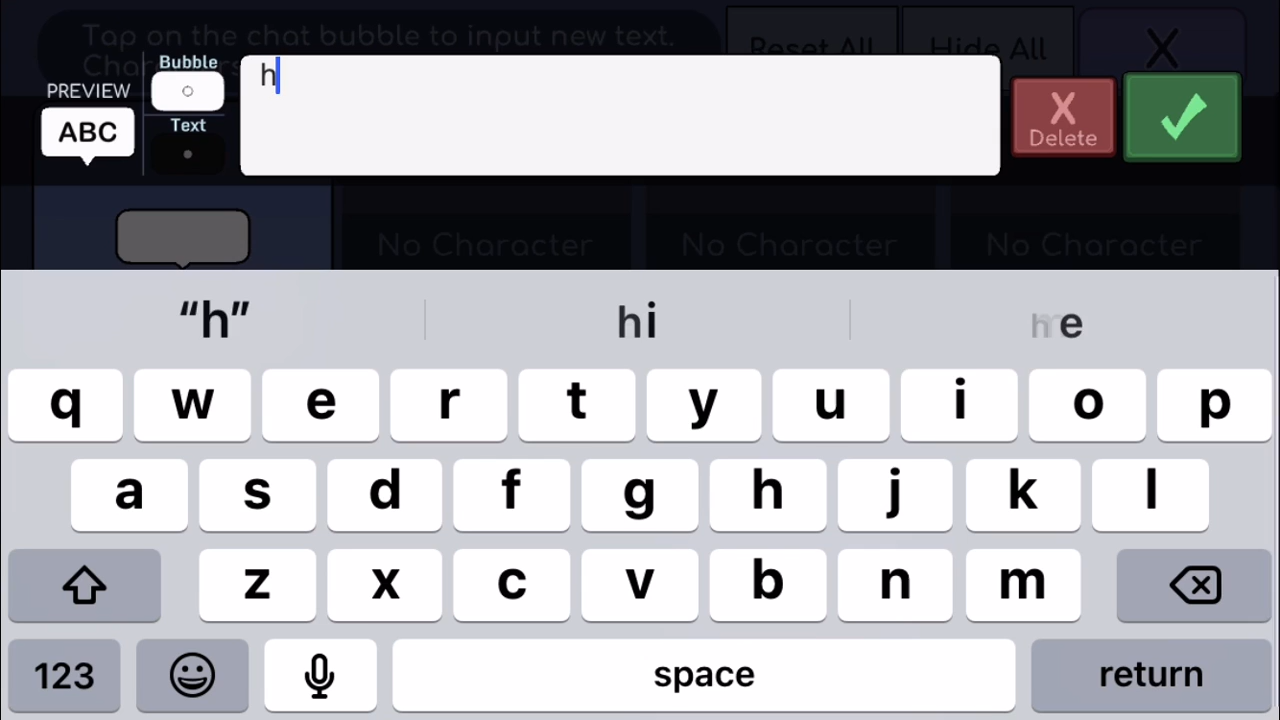 Tap on the chat bubble to input new text.
Reset All
Hide All
X
PREVIEW
ABC
Bubble
Text
h
X
Delete
No Character
No Character
No Character
“h”
hi
q w e r t y u i o p
a s d f g h j k l
z x c v b n m
123
space
return